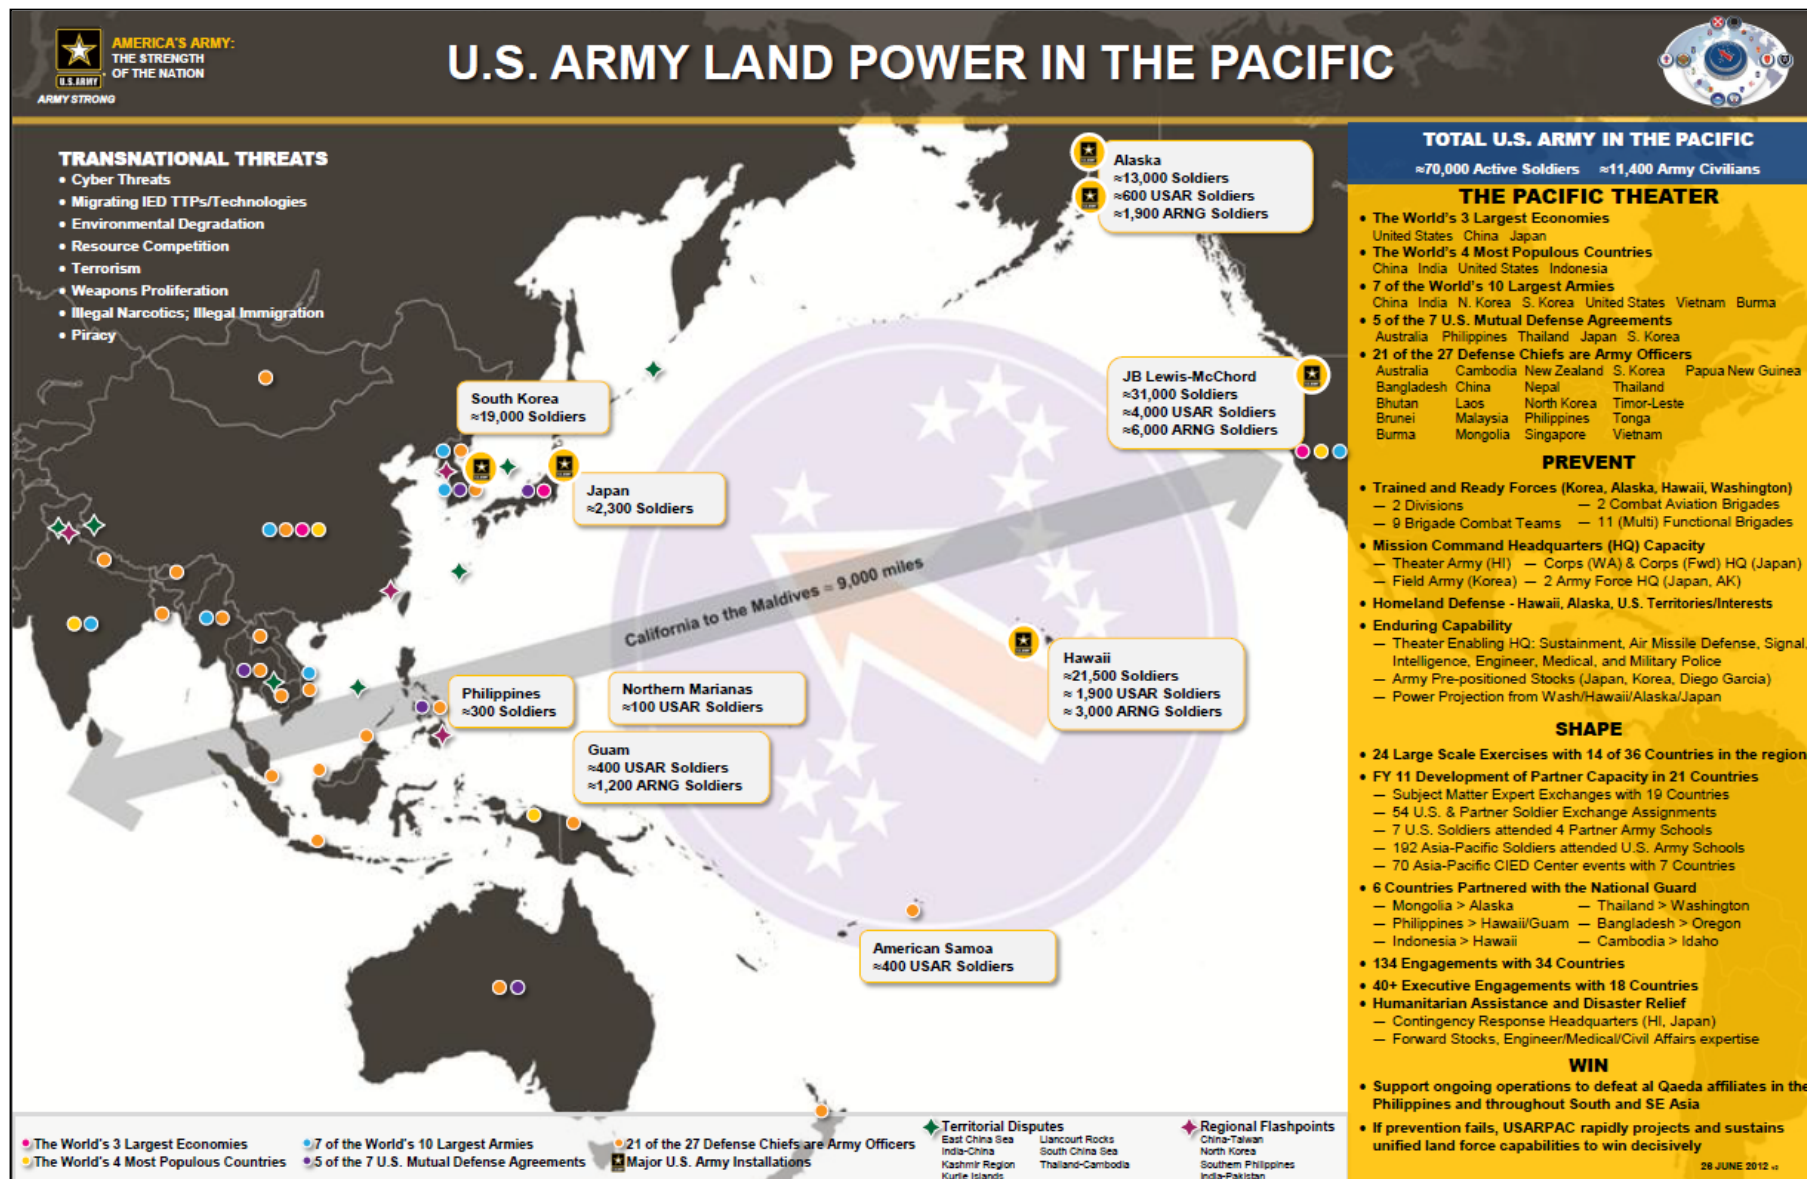 AMERICA'S ARMY:
THE STRENGTH
OF THE NATION
U.S.ARMY
ARMY STRONG
U.S. ARMY LAND POWER IN THE PACIFIC
TRANSNATIONAL THREATS
• Cyber Threats
• Migrating IED TTPs/Technologies
• Environmental Degradation
• Resource Competition
• Terrorism
• Weapons Proliferation
• Illegal Narcotics; Illegal Immigration
• Piracy
Alaska
≈13,000 Soldiers
≈600 USAR Soldiers
≈1,900 ARNG Soldiers
South Korea
≈19,000 Soldiers
JB Lewis-McChord
≈31,000 Soldiers
≈4,000 USAR Soldiers
≈6,000 ARNG Soldiers
Japan
≈2,300 Soldiers
California to the Maldives = 9,000 miles
Hawaii
≈21,500 Soldiers
≈ 1,900 USAR Soldiers
≈ 3,000 ARNG Soldiers
Philippines
≈300 Soldiers
Northern Marianas
≈100 USAR Soldiers
Guam
≈400 USAR Soldiers
≈1,200 ARNG Soldiers
American Samoa
≈400 USAR Soldiers
TOTAL U.S. ARMY IN THE PACIFIC
≈70,000 Active Soldiers ≈11,400 Army Civilians
THE PACIFIC THEATER
• The World's 3 Largest Economies
United States China Japan
• The World's 4 Most Populous Countries
China India United States Indonesia
• 7 of the World's 10 Largest Armies
China India N. Korea S. Korea United States Vietnam Burma
• 5 of the 7 U.S. Mutual Defense Agreements
Australia Philippines Thailand Japan S. Korea
• 21 of the 27 Defense Chiefs are Army Officers
Australia Cambodia New Zealand S. Korea Papua New Guinea
Bangladesh China Nepal Thailand
Bhutan Laos North Korea Timor-Leste
Brunei Malaysia Philippines Tonga
Burma Mongolia Singapore Vietnam
PREVENT
• Trained and Ready Forces (Korea, Alaska, Hawaii, Washington)
— 2 Divisions — 2 Combat Aviation Brigades
— 9 Brigade Combat Teams — 11 (Multi) Functional Brigades
• Mission Command Headquarters (HQ) Capacity
— Theater Army (HI) — Corps (WA) & Corps (Fwd) HQ (Japan)
— Field Army (Korea) — 2 Army Force HQ (Japan, AK)
• Homeland Defense - Hawaii, Alaska, U.S. Territories/Interests
• Enduring Capability
— Theater Enabling HQ: Sustainment, Air Missile Defense, Signal,
Intelligence, Engineer, Medical, and Military Police
— Army Pre-positioned Stocks (Japan, Korea, Diego Garcia)
— Power Projection from Wash/Hawaii/Alaska/Japan
SHAPE
• 24 Large Scale Exercises with 14 of 36 Countries in the region
• FY 11 Development of Partner Capacity in 21 Countries
— Subject Matter Expert Exchanges with 19 Countries
— 54 U.S. & Partner Soldier Exchange Assignments
— 7 U.S. Soldiers attended 4 Partner Army Schools
— 192 Asia-Pacific Soldiers attended U.S. Army Schools
— 70 Asia-Pacific CIED Center events with 7 Countries
• 6 Countries Partnered with the National Guard
— Mongolia > Alaska — Thailand > Washington
— Philippines > Hawaii/Guam — Bangladesh > Oregon
— Indonesia > Hawaii — Cambodia > Idaho
• 134 Engagements with 34 Countries
• 40+ Executive Engagements with 18 Countries
• Humanitarian Assistance and Disaster Relief
— Contingency Response Headquarters (HI, Japan)
— Forward Stocks, Engineer/Medical/Civil Affairs expertise
WIN
• Support ongoing operations to defeat al Qaeda affiliates in the
Philippines and throughout South and SE Asia
• If prevention fails, USARPAC rapidly projects and sustains
unified land force capabilities to win decisively
28 JUNE 2012 v2
The World's 3 Largest Economies
The World's 4 Most Populous Countries
7 of the World's 10 Largest Armies
5 of the 7 U.S. Mutual Defense Agreements
21 of the 27 Defense Chiefs are Army Officers
Major U.S. Army Installations
Territorial Disputes
East China Sea Liancourt Rocks
India-China South China Sea
Kashmir Region Thailand-Cambodia
Kurile Islands
Regional Flashpoints
China-Taiwan
North Korea
Southern Philippines
India-Pakistan